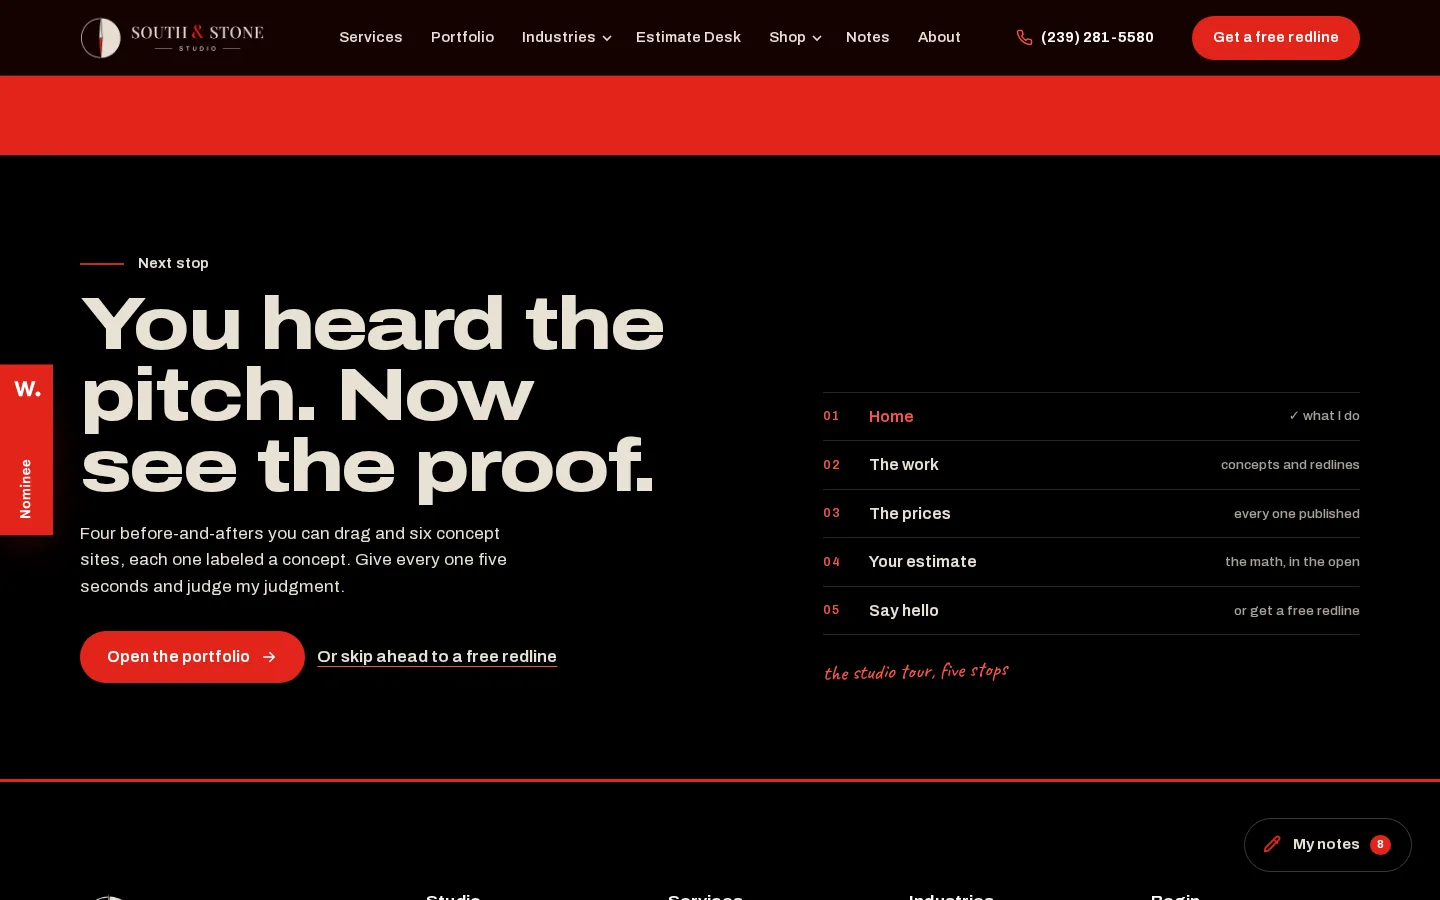 SOUTH & STONE
STUDIO
Services
Portfolio
Industries
Estimate Desk
Shop
Notes
About
(239) 281-5580
Get a free redline
Next stop
You heard the
pitch. Now
see the proof.
Four before-and-afters you can drag and six concept
sites, each one labeled a concept. Give every one five
seconds and judge my judgment.
Open the portfolio →
Or skip ahead to a free redline
01 Home ✓ what I do
02 The work concepts and redlines
03 The prices every one published
04 Your estimate the math, in the open
05 Say hello or get a free redline
the studio tour, five stops
W.
Nominee
My notes 8
Studio
Services
Industries
Begin